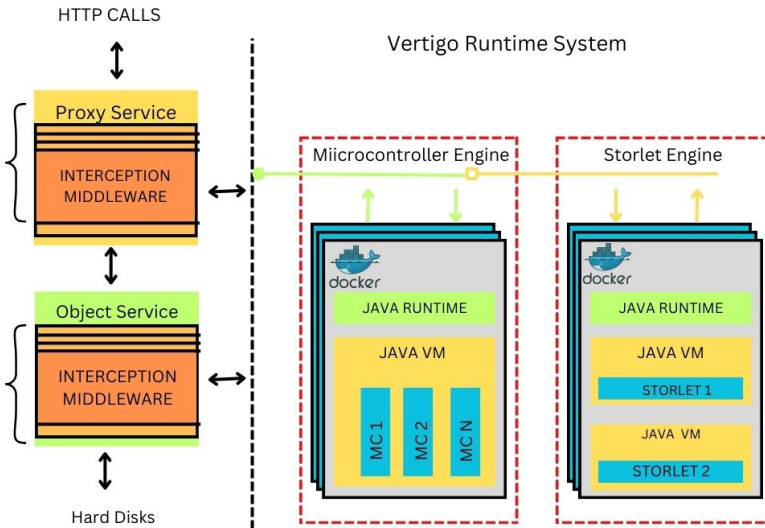 HTTP CALLS
Vertigo Runtime System
Proxy Service
INTERCEPTION
MIDDLEWARE
Object Service
INTERCEPTION
MIDDLEWARE
Hard Disks
Miicrocontroller Engine
docker
JAVA RUNTIME
JAVA VM
MC 1
MC 2
MC N
Storlet Engine
docker
JAVA RUNTIME
JAVA VM
STORLET 1
JAVA VM
STORLET 2